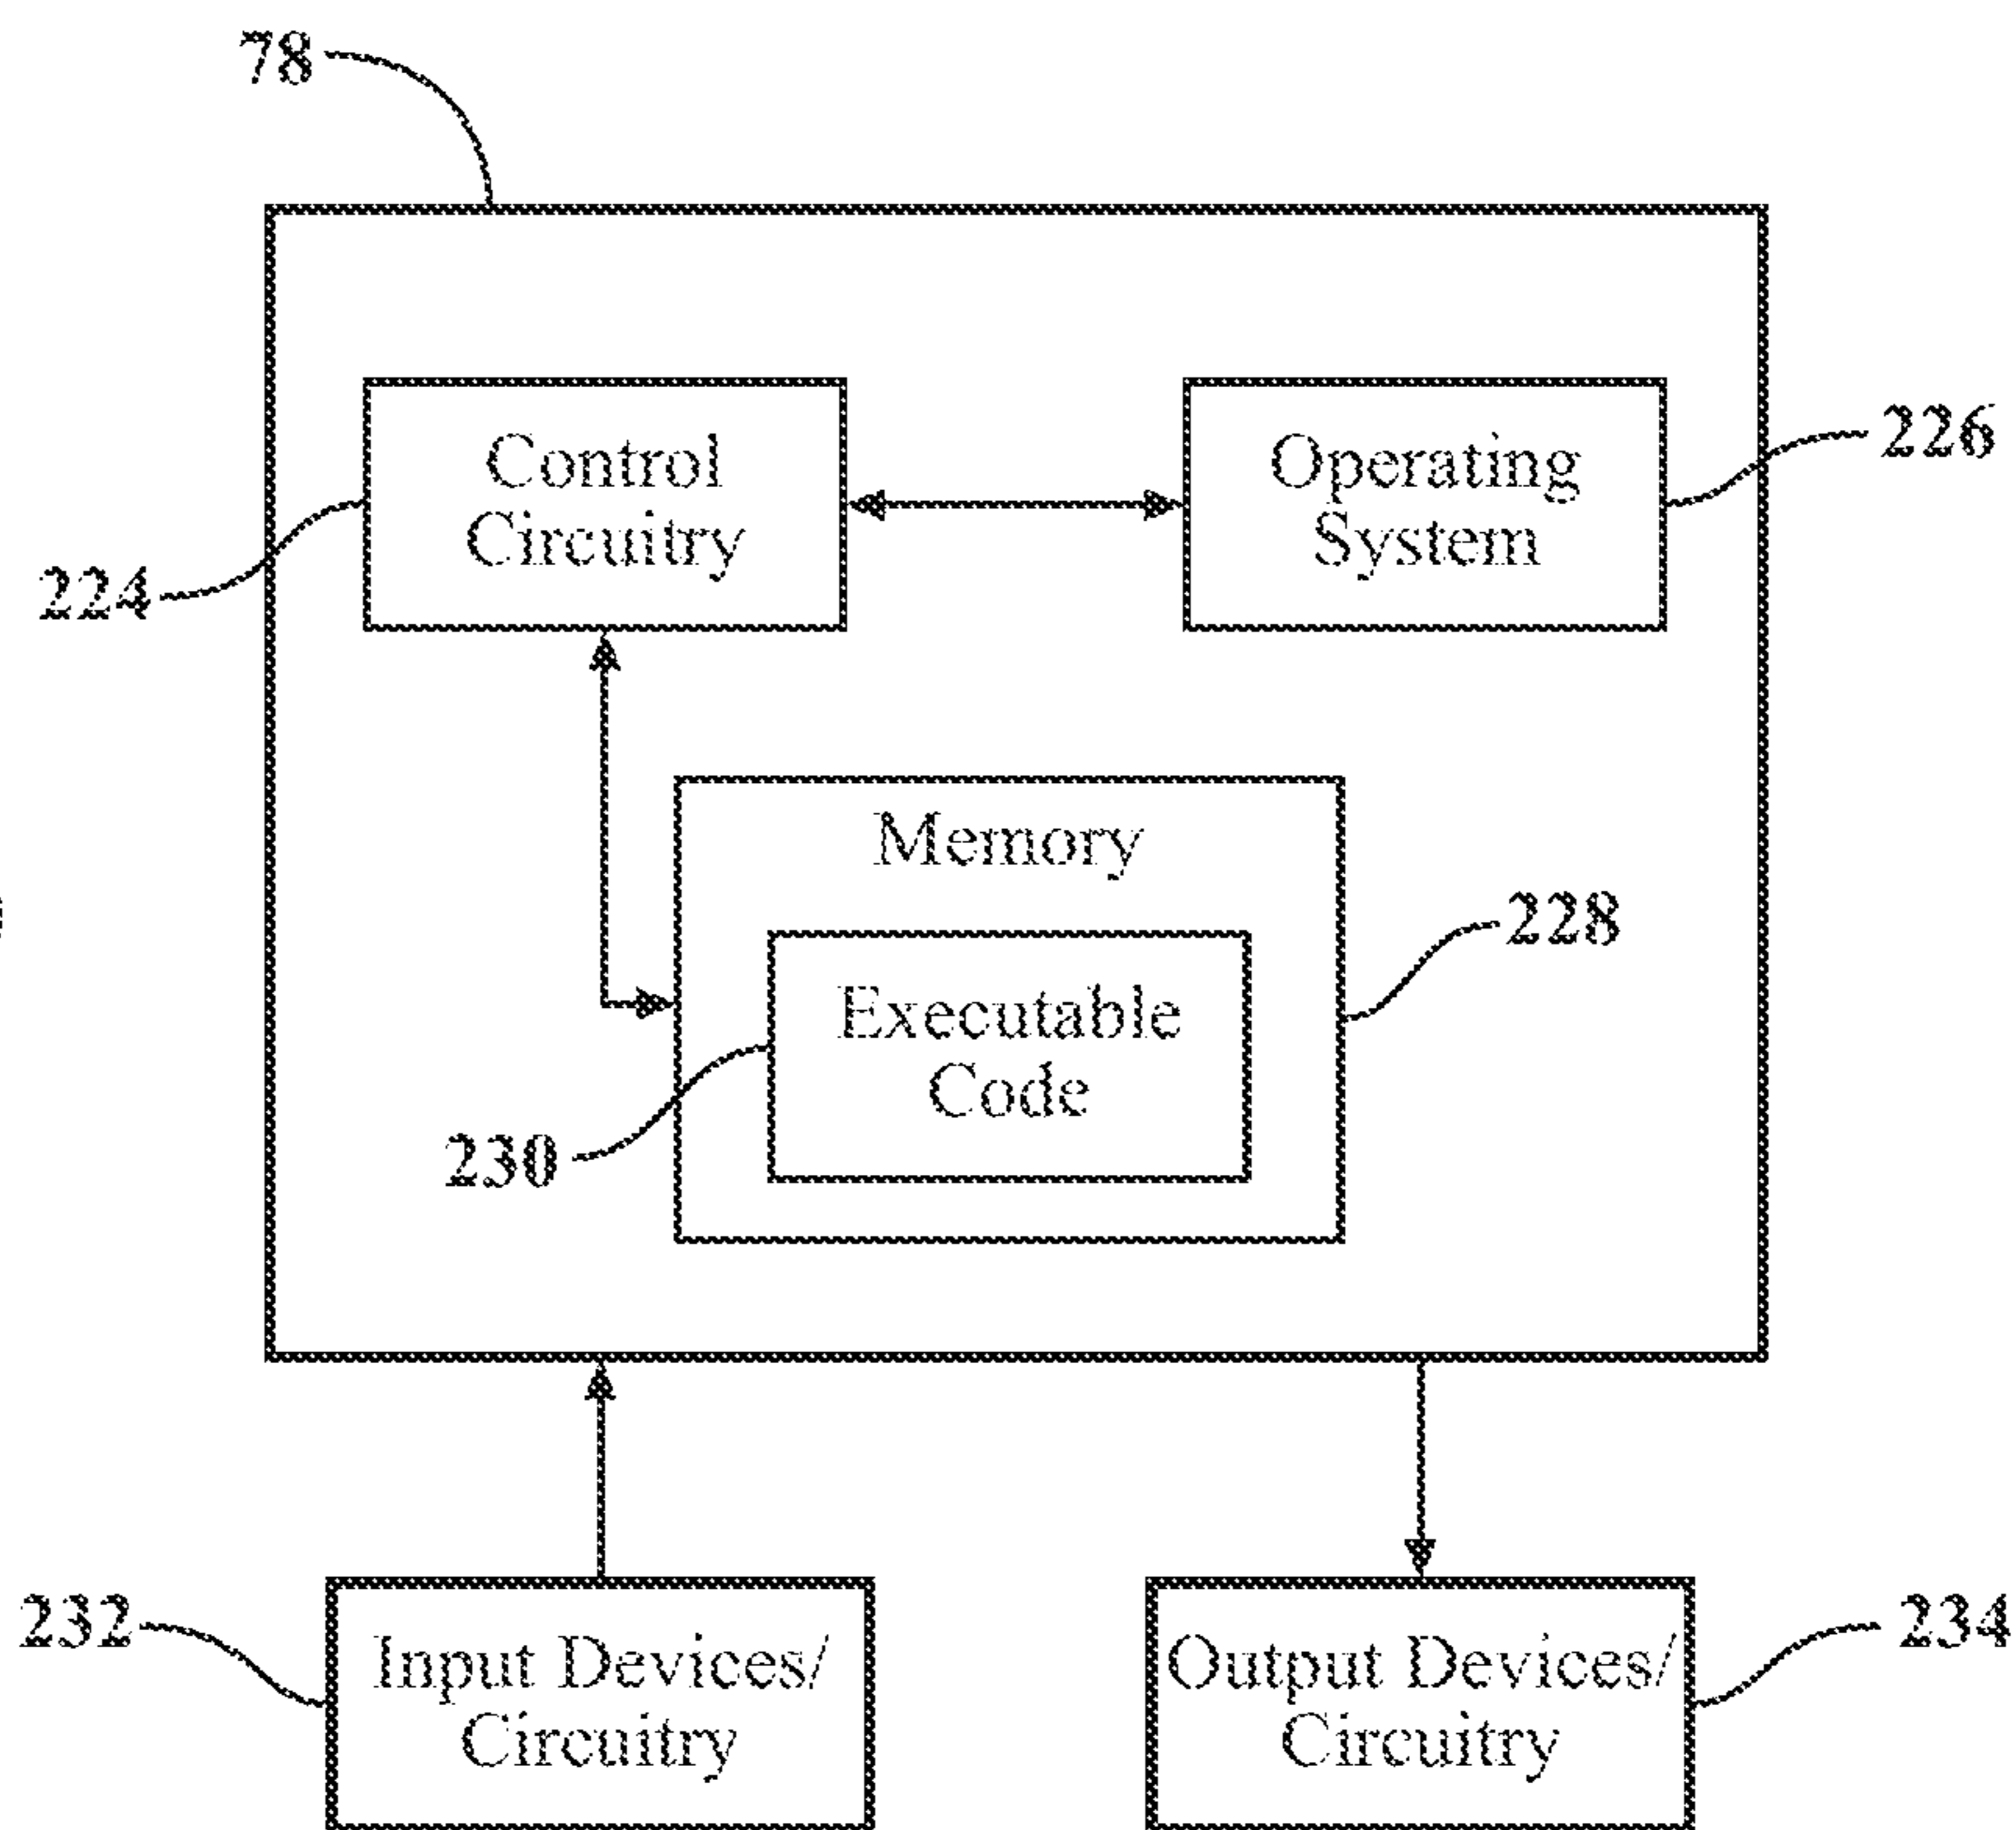 78
Control
Circuitry
Operating
System
226
224
Memory
228
Executable
Code
230
232
Input Devices/
Circuitry
Output Devices/
Circuitry
234